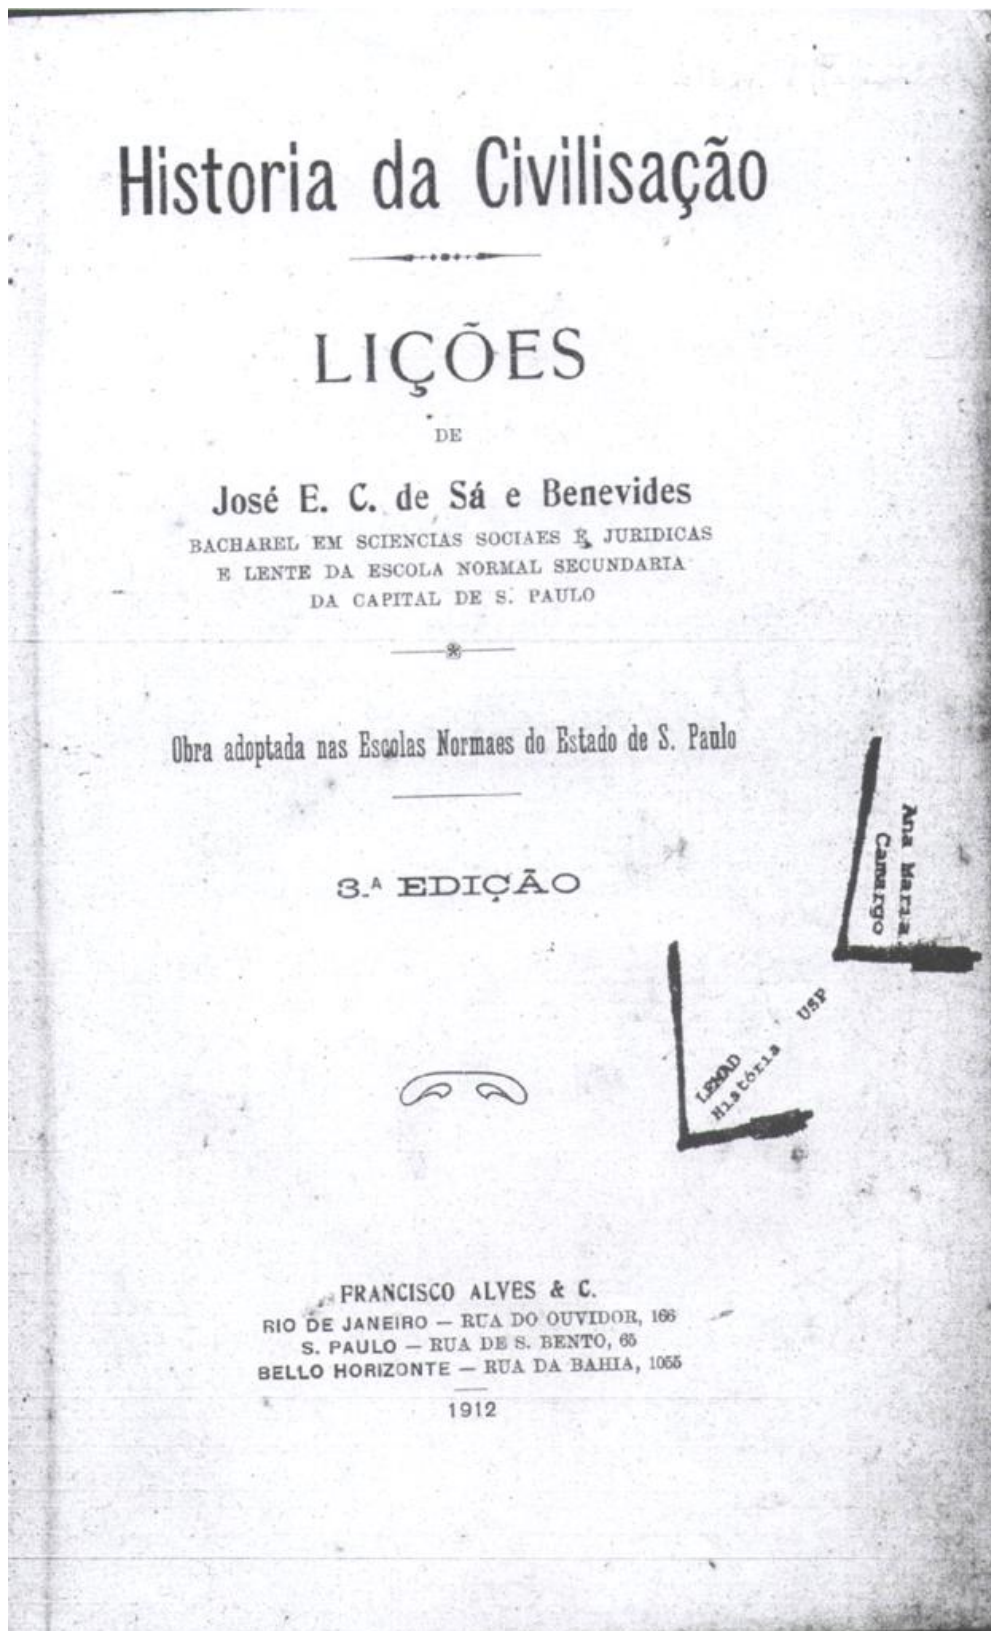 Historia da Civilisação
LIÇÕES
DE
José E. C. de Sá e Benevides
BACHAREL EM SCIENCIAS SOCIAES E JURIDICAS
E LENTE DA ESCOLA NORMAL SECUNDARIA
DA CAPITAL DE S. PAULO
Obra adoptada nas Escolas Normaes do Estado de S. Paulo
3.ª EDIÇÃO
Ana Maria
Camargo
USP
LEMAD
História
FRANCISCO ALVES & C.
RIO DE JANEIRO — RUA DO OUVIDOR, 166
S. PAULO — RUA DE S. BENTO, 65
BELLO HORIZONTE — RUA DA BAHIA, 1055
1912